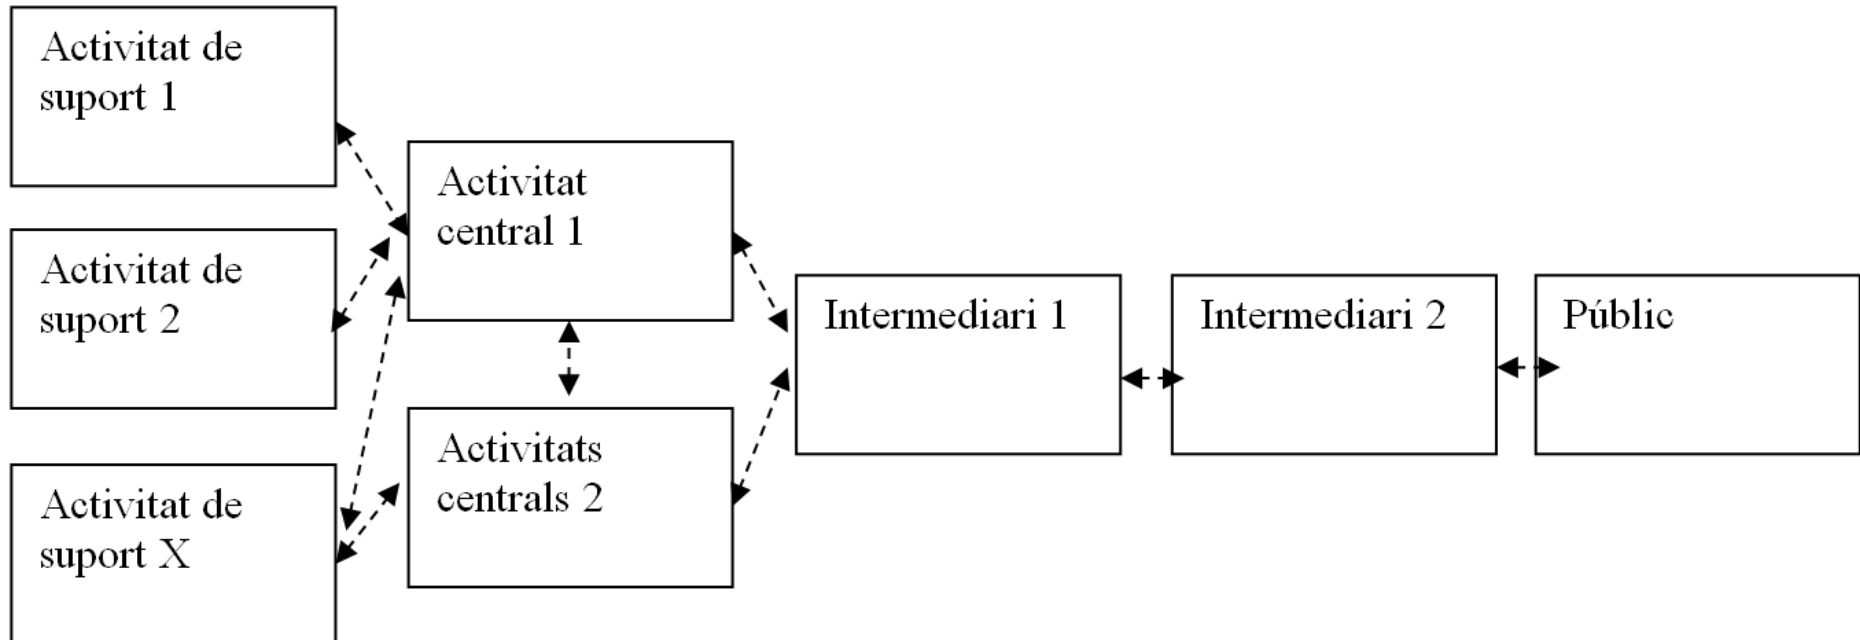 Activitat de
suport 1
Activitat de
suport 2
Activitat de
suport X
Activitat
central 1
Activitats
centrals 2
Intermediari 1
Intermediari 2
Públic